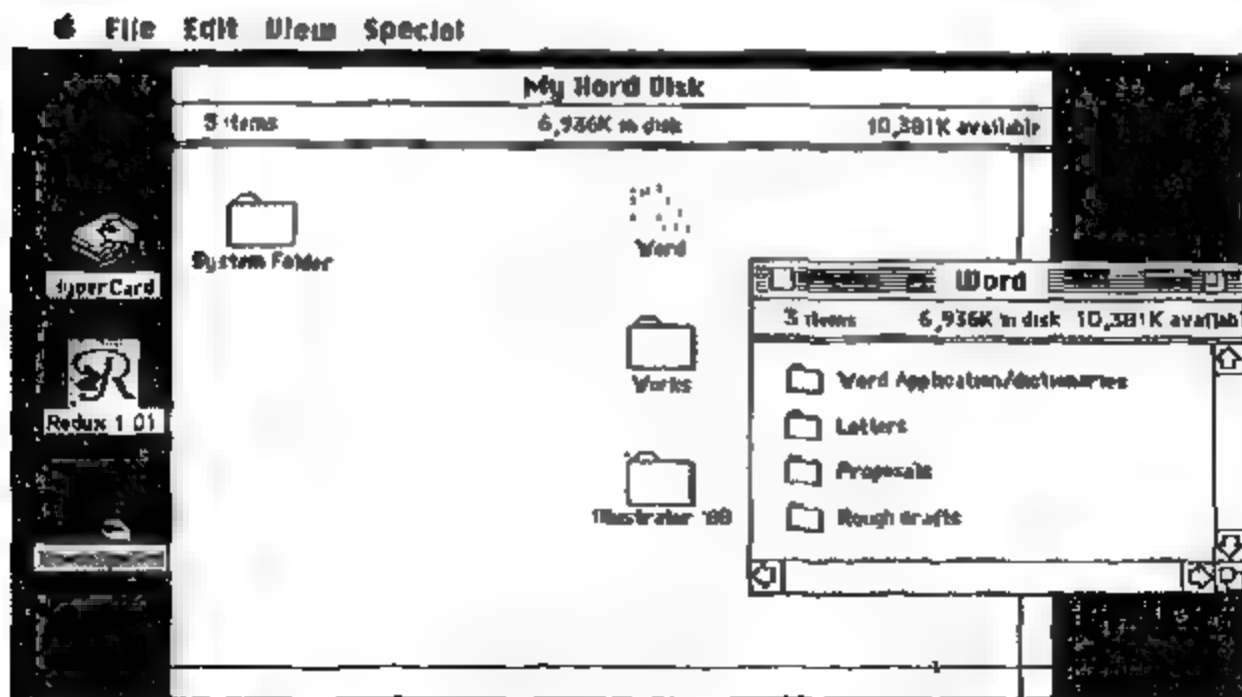 File Edit View Special
My Hard Disk
5 items 6,936K in disk 10,381K available
System Folder
Word
HyperCard
Works
Redux 1.01
Illustrator '88
Word
5 items 6,936K in disk 10,381K availabl
Word Application/dictionaries
Letters
Proposals
Rough drafts